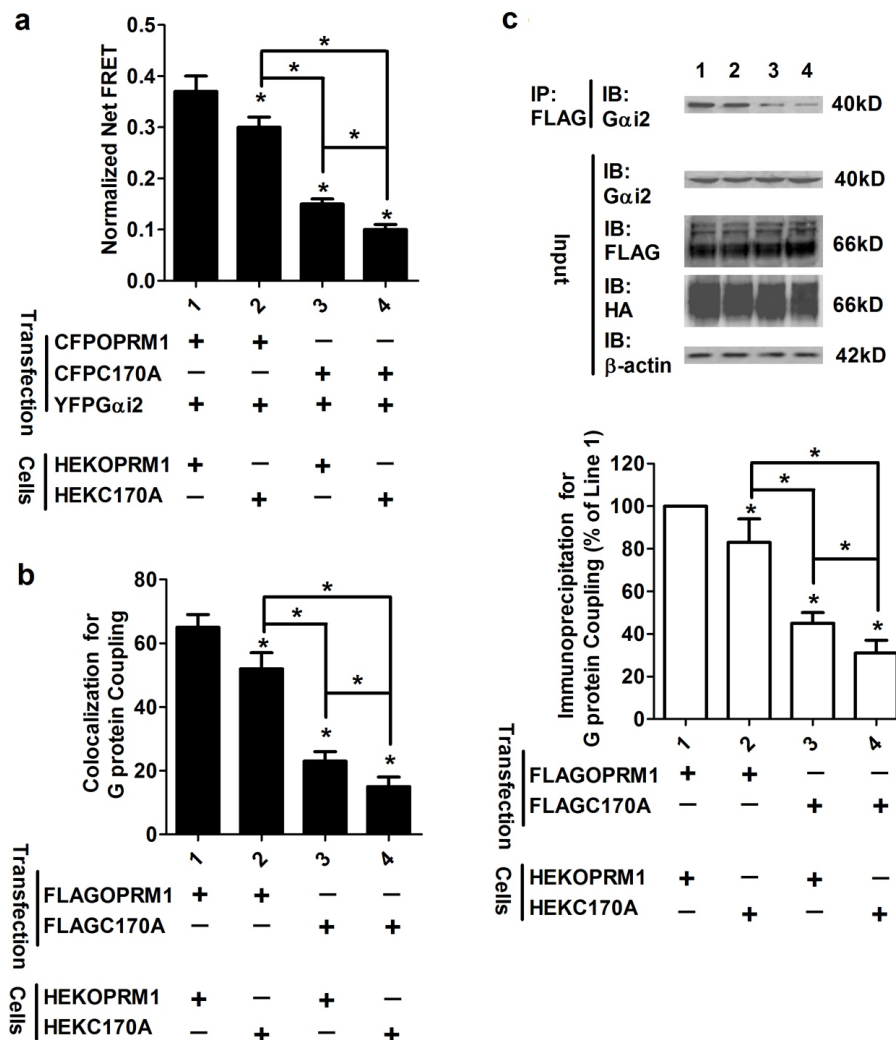 a
Normalized Net FRET
0.5
0.4
0.3
0.2
0.1
0.0
*
*
*
*
*
*
1
2
3
4
Transfection
CFPOPRM1 + + – –
CFPC170A – – + +
YFPGαi2 + + + +
Cells
HEKOPRM1 + – + –
HEKC170A – + – +
b
Colocalization for
G protein Coupling
80
60
40
20
0
*
*
*
*
*
*
1
2
3
4
Transfection
FLAGOPRM1 + + – –
FLAGC170A – – + +
Cells
HEKOPRM1 + – + –
HEKC170A – + – +
c
1 2 3 4
IP:
FLAG
IB:
Gαi2
40kD
Input
IB:
Gαi2
40kD
IB:
FLAG
66kD
IB:
HA
66kD
IB:
β-actin
42kD
Immunoprecipitation for
G protein Coupling (% of Line 1)
120
100
80
60
40
20
0
*
*
*
*
*
*
1
2
3
4
Transfection
FLAGOPRM1 + + – –
FLAGC170A – – + +
Cells
HEKOPRM1 + – + –
HEKC170A – + – +